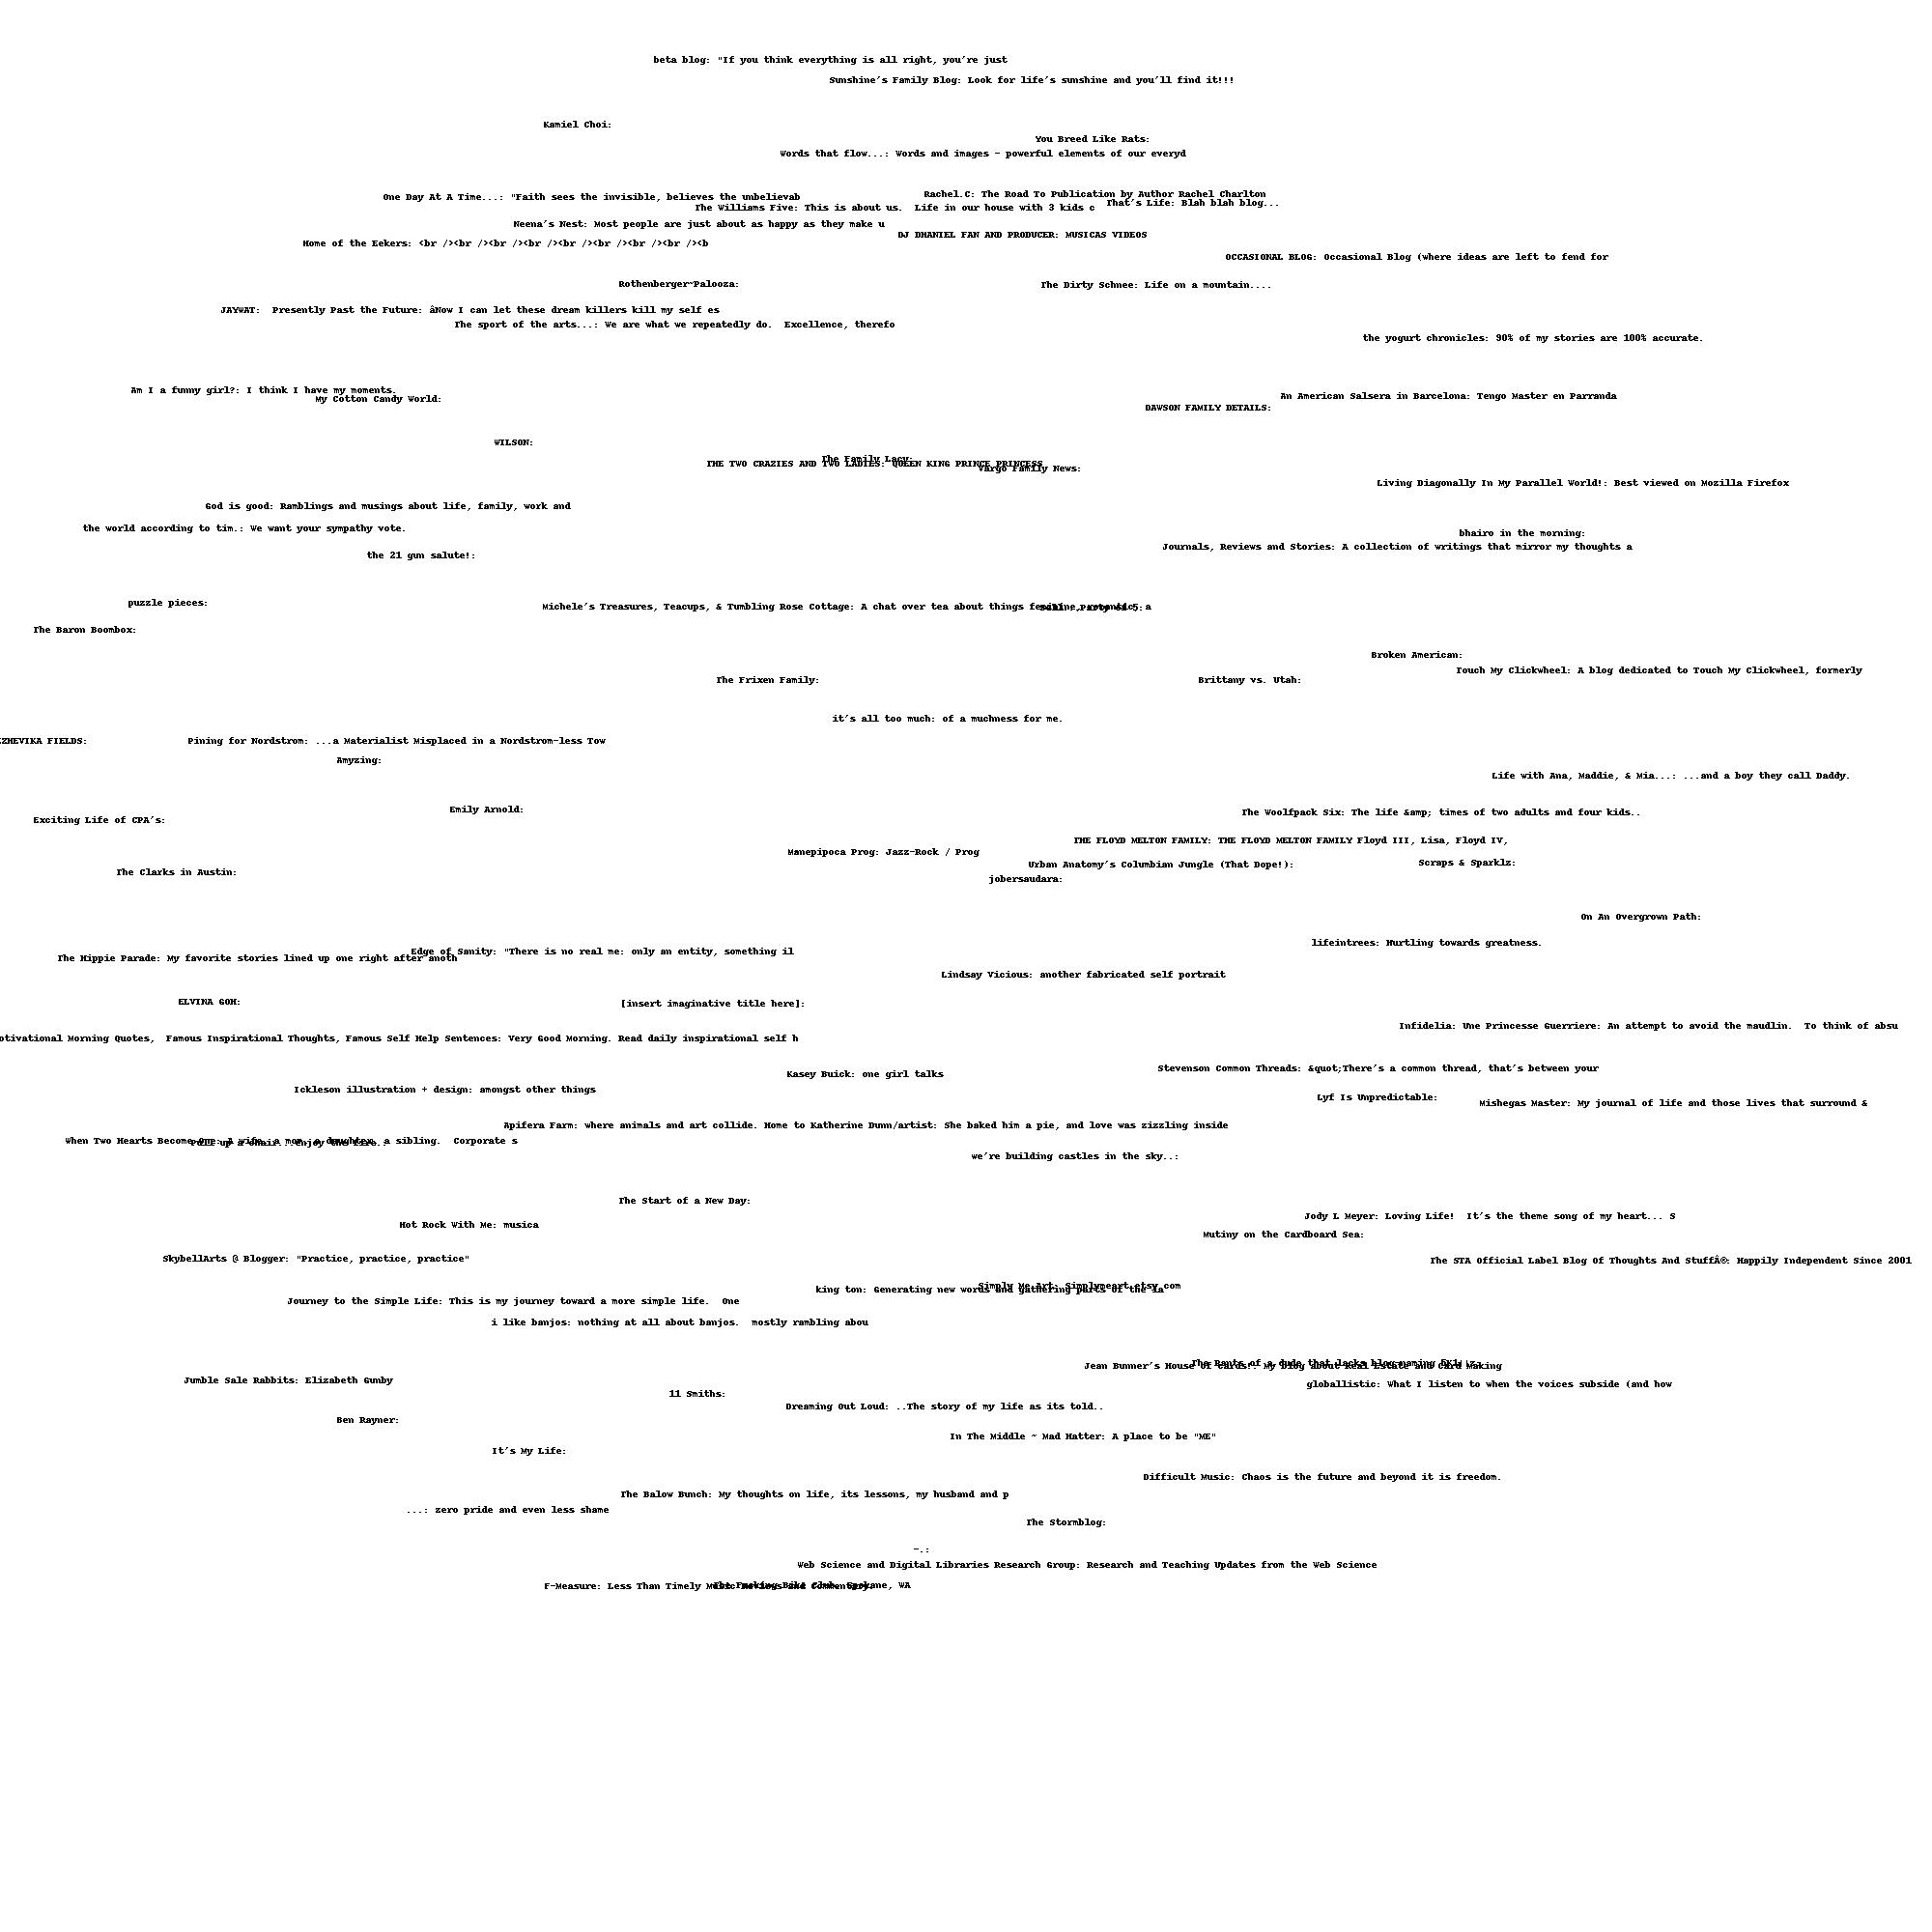 beta blog: "If you think everything is all right, you're just
Sunshine's Family Blog: Look for life's sunshine and you'll find it!!!
Kamiel Choi:
You Breed Like Rats:
Words that flow...: Words and images - powerful elements of our everyd
Rachel.C: The Road To Publication by Author Rachel Charlton
One Day At A Time...: "Faith sees the invisible, believes the unbelievab
That's Life: Blah blah blog...
The Williams Five: This is about us.  Life in our house with 3 kids c
Neena's Nest: Most people are just about as happy as they make u
DJ DHANIEL FAN AND PRODUCER: MUSICAS VIDEOS
Home of the Eekers: <br /><br /><br /><br /><br /><br /><br /><b
OCCASIONAL BLOG: Occasional Blog (where ideas are left to fend for
Rothenberger~Palooza:
The Dirty Schnee: Life on a mountain....
JAYWAT:  Presently Past the Future: âNow I can let these dream killers kill my self es
The sport of the arts...: We are what we repeatedly do.  Excellence, therefo
the yogurt chronicles: 90% of my stories are 100% accurate.
Am I a funny girl?: I think I have my moments.
An American Salsera in Barcelona: Tengo Master en Parranda
My Cotton Candy World:
DAWSON FAMILY DETAILS:
WILSON:
The Family Lacy:
THE TWO CRAZIES AND TWO LADIES: QUEEN KING PRINCE PRINCESS
Vargo Family News:
Living Diagonally In My Parallel World!: Best viewed on Mozilla Firefox
God is good: Ramblings and musings about life, family, work and
the world according to tim.: We want your sympathy vote.
bhairo in the morning:
Journals, Reviews and Stories: A collection of writings that mirror my thoughts a
the 21 gun salute!:
puzzle pieces:
Michele's Treasures, Teacups, & Tumbling Rose Cottage: A chat over tea about things feminine, romantic, a
The Baron Boombox:
Broken American:
Touch My Clickwheel: A blog dedicated to Touch My Clickwheel, formerly
The Frixen Family:
Brittany vs. Utah:
it's all too much: of a muchness for me.
ZMEVIKA FIELDS:
Pining for Nordstrom: ...a Materialist Misplaced in a Nordstrom-less Tow
Amyzing:
Life with Ana, Maddie, & Mia...: ...and a boy they call Daddy.
Emily Arnold:
The Woolfpack Six: The life &amp; times of two adults and four kids..
Exciting Life of CPA's:
THE FLOYD MELTON FAMILY: THE FLOYD MELTON FAMILY Floyd III, Lisa, Floyd IV,
Manepipoca Prog: Jazz-Rock / Prog
Urban Anatomy's Columbian Jungle (That Dope!):
Scraps & Sparklz:
The Clarks in Austin:
jobersaudara:
On An Overgrown Path:
lifeintrees: Hurtling towards greatness.
Edge of Sanity: "There is no real me: only an entity, something il
The Hippie Parade: My favorite stories lined up one right after anoth
Lindsay Vicious: another fabricated self portrait
ELVINA GOH:
[insert imaginative title here]:
Infidelia: Une Princesse Guerriere: An attempt to avoid the maudlin.  To think of absu
otivational Morning Quotes,  Famous Inspirational Thoughts, Famous Self Help Sentences: Very Good Morning. Read daily inspirational self h
Stevenson Common Threads: &quot;There's a common thread, that's between your
Kasey Buick: one girl talks
Ickleson illustration + design: amongst other things
Lyf Is Unpredictable:
Mishegas Master: My journal of life and those lives that surround &
Apifera Farm: where animals and art collide. Home to Katherine Dunn/artist: She baked him a pie, and love was zizzling inside
When Two Hearts Become One: A wife, a mom, a daughter, a sibling.  Corporate s
Pull up a chair...enjoy the fire.:
we're building castles in the sky..:
The Start of a New Day:
Jody L Meyer: Loving Life!  It's the theme song of my heart... S
Hot Rock With Me: musica
Mutiny on the Cardboard Sea:
SkybellArts @ Blogger: "Practice, practice, practice"
The STA Official Label Blog Of Thoughts And StuffÂ®: Happily Independent Since 2001
Simply Me Art: Simplymeart.etsy.com
king ton: Generating new words and gathering parts of the la
Journey to the Simple Life: This is my journey toward a more simple life.  One
i like banjos: nothing at all about banjos.  mostly rambling abou
The Rants of a dude that lacks blog-naming
Jean Bunner's House of Cards!: My blog about Real Estate and Card Making
Jumble Sale Rabbits: Elizabeth Gunby
globallistic: What I listen to when the voices subside (and how
11 Smiths:
Dreaming Out Loud: ..The story of my life as its told..
Ben Rayner:
In The Middle ~ Mad Hatter: A place to be "ME"
It's My Life:
Difficult Music: Chaos is the future and beyond it is freedom.
The Balow Bunch: My thoughts on life, its lessons, my husband and p
...: zero pride and even less shame
The Stormblog:
-.:
Web Science and Digital Libraries Research Group: Research and Teaching Updates from the Web Science
F-Measure: Less Than Timely Music Reviews and Commentary.
The Fucking Bike Club, Spokane, WA